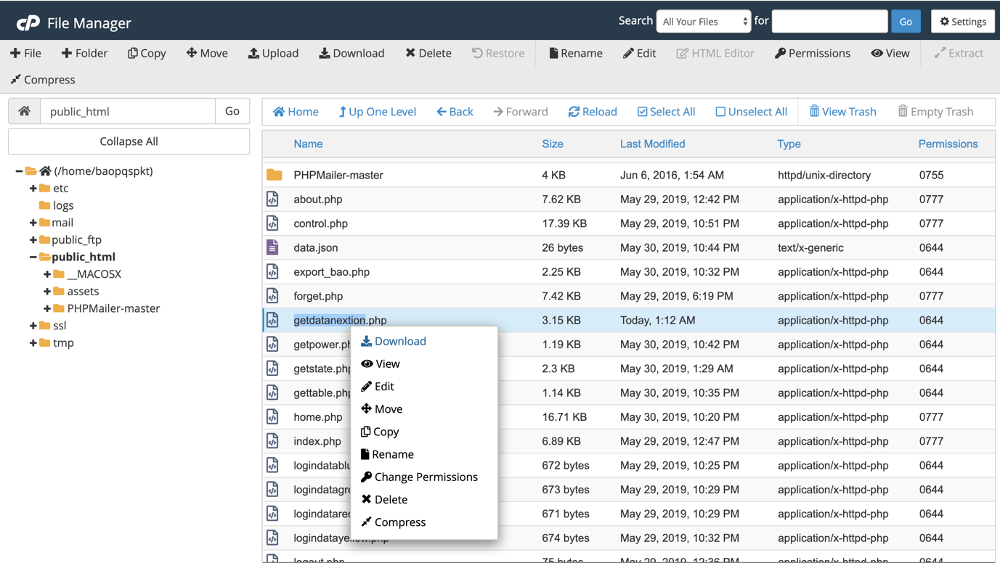 cP File Manager Search All Your Files for Go Settings
File Folder Copy Move Upload Download Delete Restore Rename Edit HTML Editor Permissions View Extract
Compress
public_html Go
Collapse All
(/home/baopqspkt)
etc
logs
mail
public_ftp
public_html
__MACOSX
assets
PHPMailer-master
ssl
tmp
Home Up One Level Back Forward Reload Select All Unselect All View Trash Empty Trash
Name Size Last Modified Type Permissions
PHPMailer-master 4 KB Jun 6, 2016, 1:54 AM httpd/unix-directory 0755
about.php 7.62 KB May 29, 2019, 12:42 PM application/x-httpd-php 0777
control.php 17.39 KB May 29, 2019, 10:51 PM application/x-httpd-php 0777
data.json 26 bytes May 30, 2019, 10:44 PM text/x-generic 0644
export_bao.php 2.25 KB May 30, 2019, 10:32 PM application/x-httpd-php 0644
forget.php 7.42 KB May 29, 2019, 6:19 PM application/x-httpd-php 0777
getdatanextion.php 3.15 KB Today, 1:12 AM application/x-httpd-php 0644
getpower.ph 1.19 KB May 30, 2019, 10:42 PM application/x-httpd-php 0644
getstate.php 2.3 KB May 30, 2019, 1:29 AM application/x-httpd-php 0644
gettable.php 1.14 KB May 30, 2019, 10:35 PM application/x-httpd-php 0644
home.php 16.71 KB May 30, 2019, 10:20 PM application/x-httpd-php 0777
index.php 6.89 KB May 29, 2019, 12:47 PM application/x-httpd-php 0777
logindatablu 672 bytes May 29, 2019, 10:25 PM application/x-httpd-php 0644
logindatagre 673 bytes May 29, 2019, 10:29 PM application/x-httpd-php 0644
logindatared 671 bytes May 29, 2019, 10:29 PM application/x-httpd-php 0644
logindatayellow.php 674 bytes May 29, 2019, 10:32 PM application/x-httpd-php 0644
logout.php 75 bytes May 29, 2019, 12:36 PM application/x-httpd-php 0644
Download
View
Edit
Move
Copy
Rename
Change Permissions
Delete
Compress